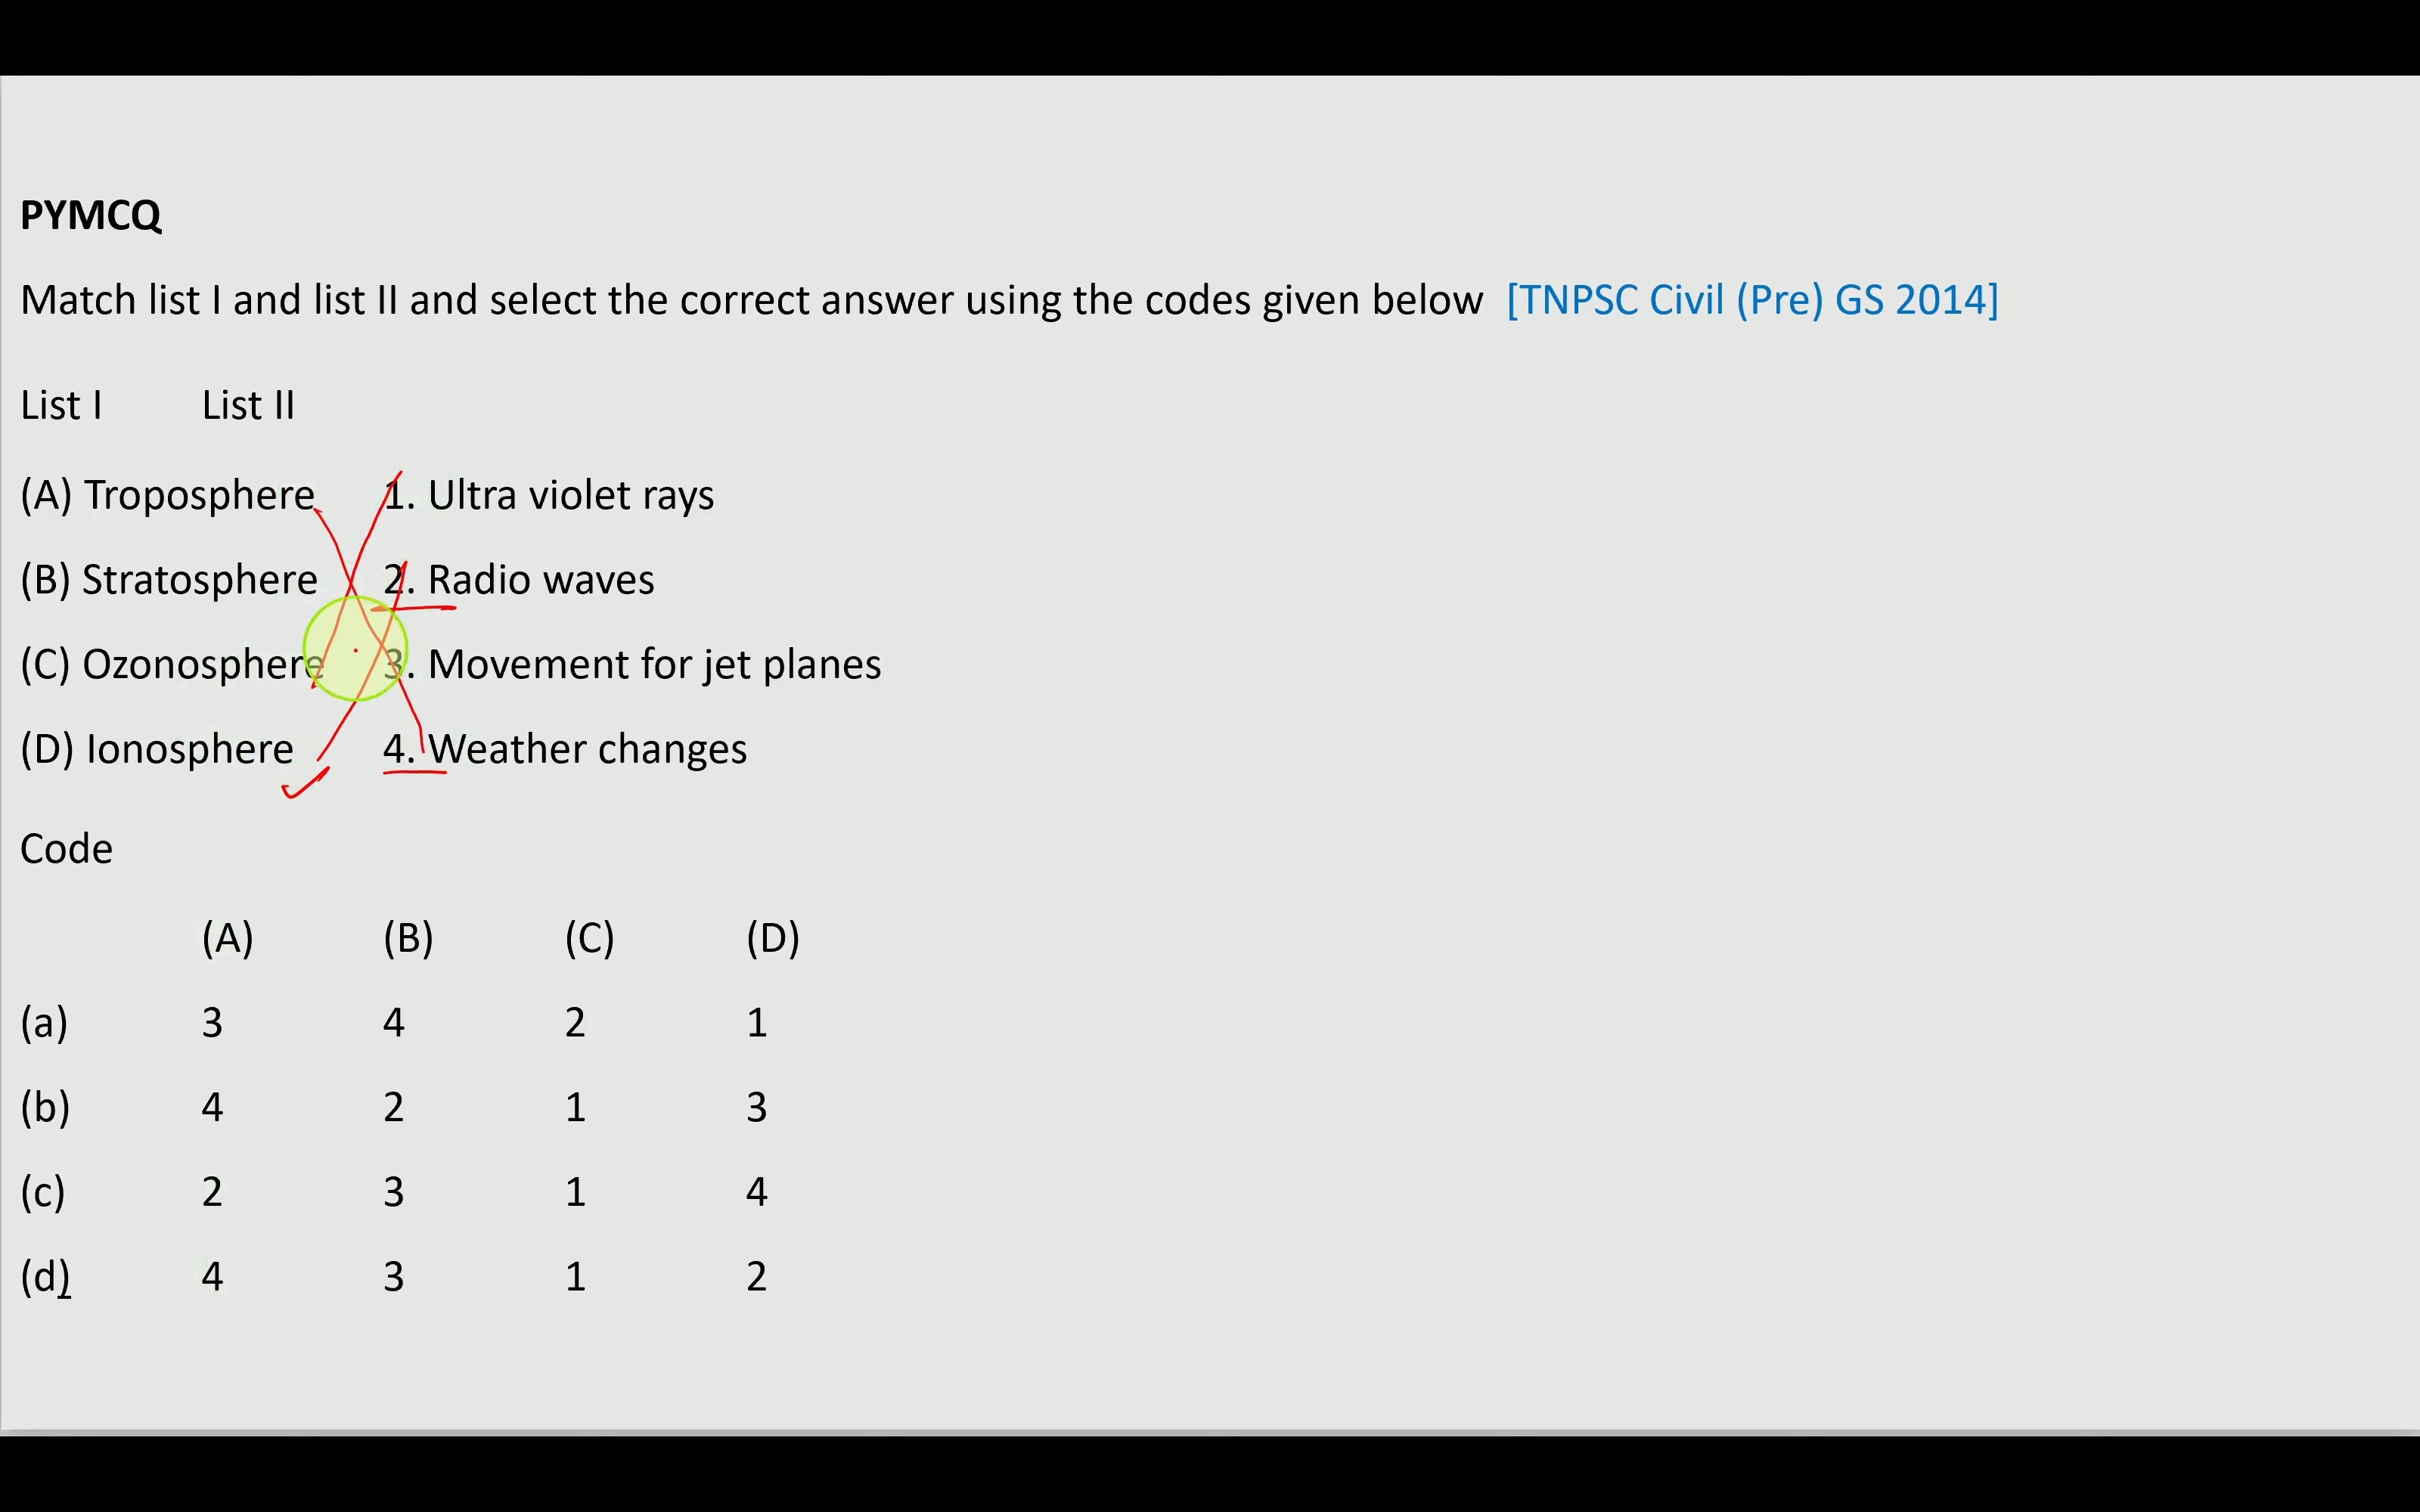 PYMCQ
Match list I and list II and select the correct answer using the codes given below [TNPSC Civil (Pre) GS 2014]
List I List II
(A) Troposphere 1. Ultra violet rays
(B) Stratosphere 2. Radio waves
(C) Ozonosphere 3. Movement for jet planes
(D) Ionosphere 4. Weather changes
Code
(A) (B) (C) (D)
(a) 3 4 2 1
(b) 4 2 1 3
(c) 2 3 1 4
(d) 4 3 1 2